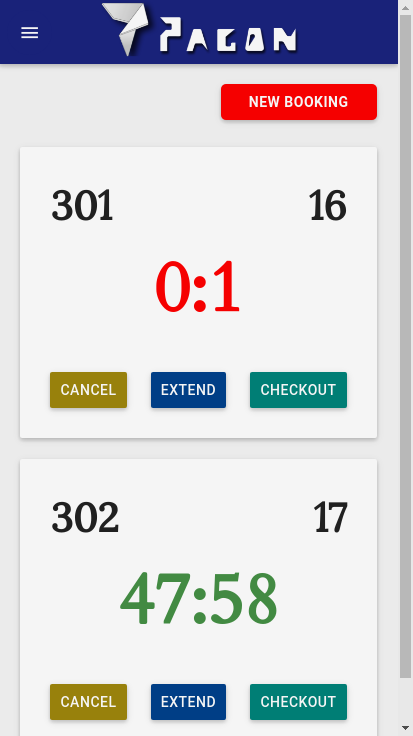 PAGAN
NEW BOOKING
301 16
0:1
CANCEL EXTEND CHECKOUT
302 17
47:58
CANCEL EXTEND CHECKOUT